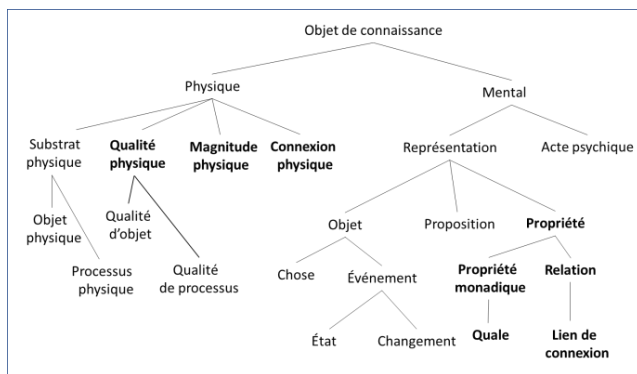 Objet de connaissance
Physique
Mental
Substrat
physique
Qualité
physique
Magnitude
physique
Connexion
physique
Représentation
Acte psychique
Objet
physique
Qualité
d'objet
Objet
Proposition
Propriété
Processus
physique
Qualité
de processus
Chose
Événement
Propriété
monadique
Relation
État
Changement
Quale
Lien de
connexion